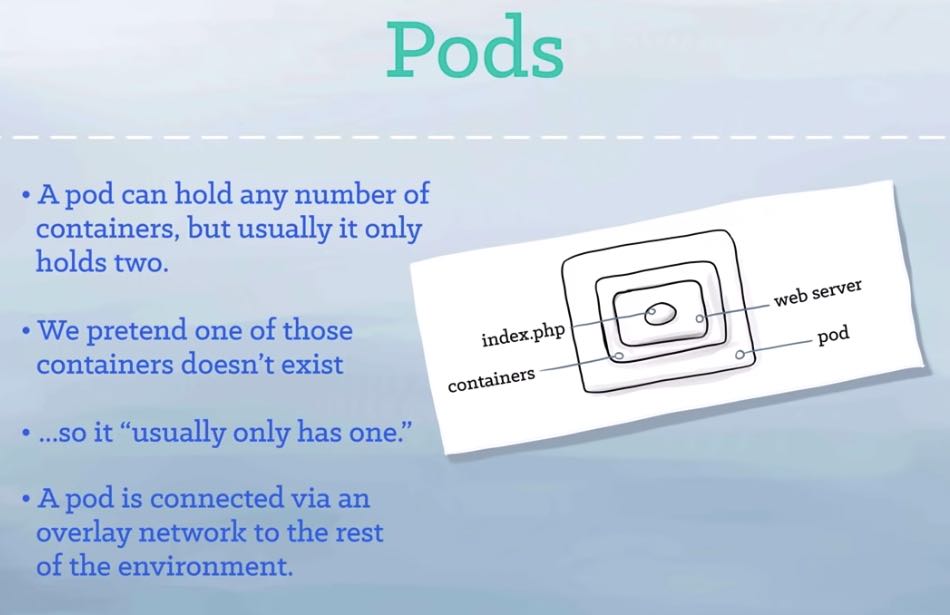 Pods
• A pod can hold any number of
containers, but usually it only
holds two.
• We pretend one of those
containers doesn’t exist
• ...so it “usually only has one.”
• A pod is connected via an
overlay network to the rest
of the environment.
index.php
web server
containers
pod